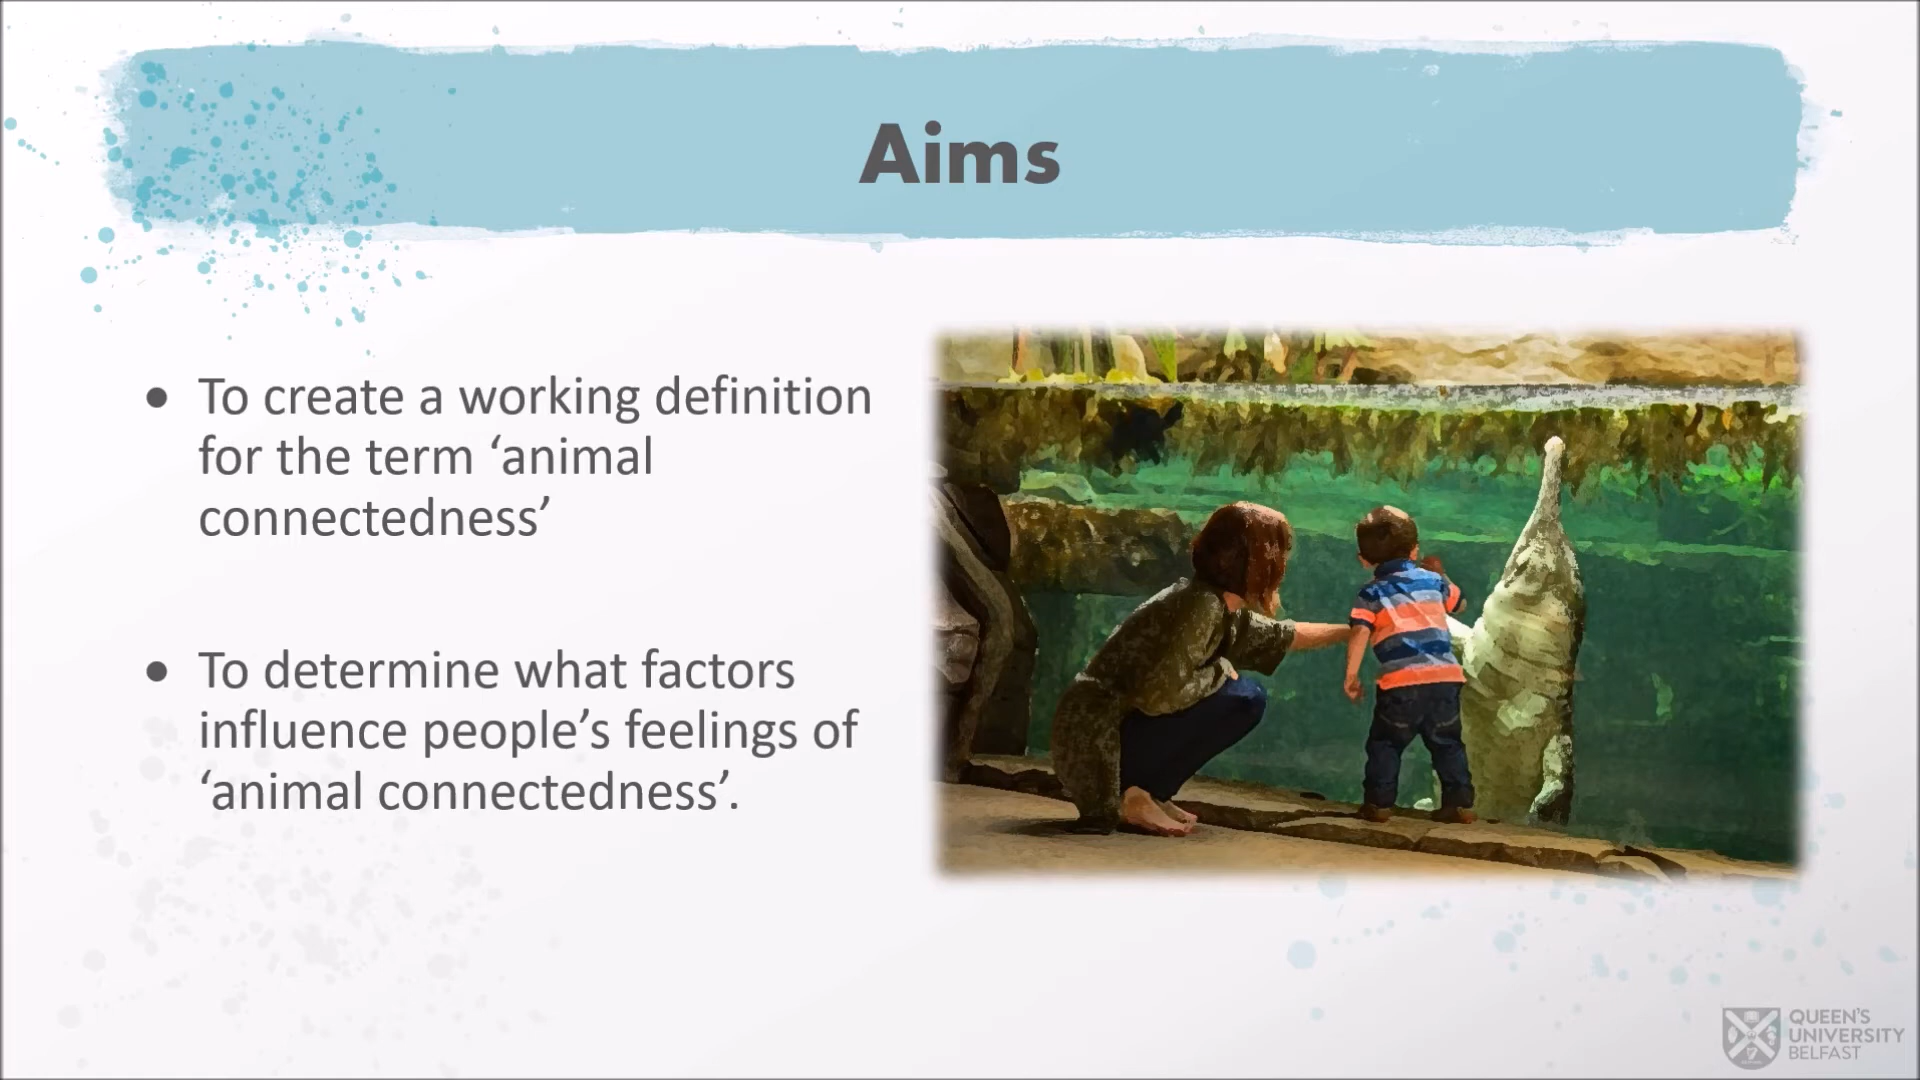 Aims
• To create a working definition
for the term ‘animal
connectedness’
• To determine what factors
influence people’s feelings of
‘animal connectedness’.
QUEEN'S
UNIVERSITY
BELFAST